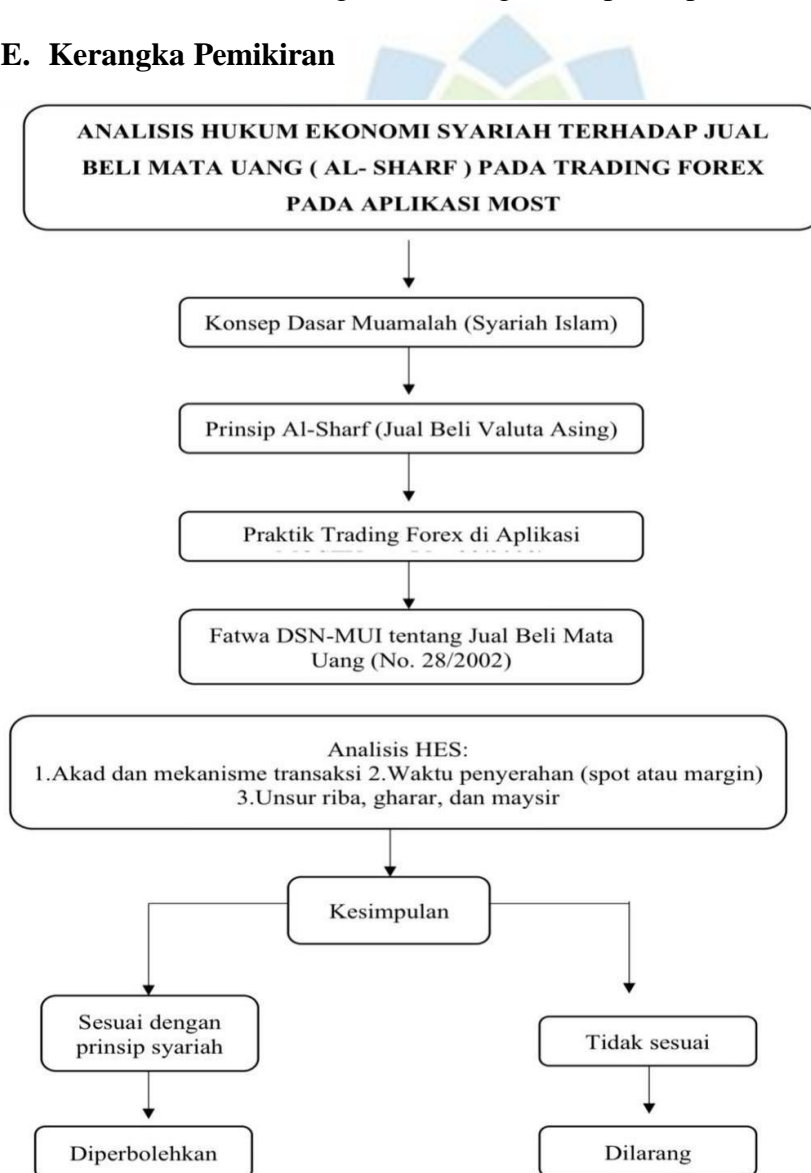 E. Kerangka Pemikiran
ANALISIS HUKUM EKONOMI SYARIAH TERHADAP JUAL
BELI MATA UANG ( AL- SHARF ) PADA TRADING FOREX
PADA APLIKASI MOST
Konsep Dasar Muamalah (Syariah Islam)
Prinsip Al-Sharf (Jual Beli Valuta Asing)
Praktik Trading Forex di Aplikasi
Fatwa DSN-MUI tentang Jual Beli Mata
Uang (No. 28/2002)
Analisis HES:
1.Akad dan mekanisme transaksi 2.Waktu penyerahan (spot atau margin)
3.Unsur riba, gharar, dan maysir
Kesimpulan
Sesuai dengan
prinsip syariah
Tidak sesuai
Diperbolehkan
Dilarang